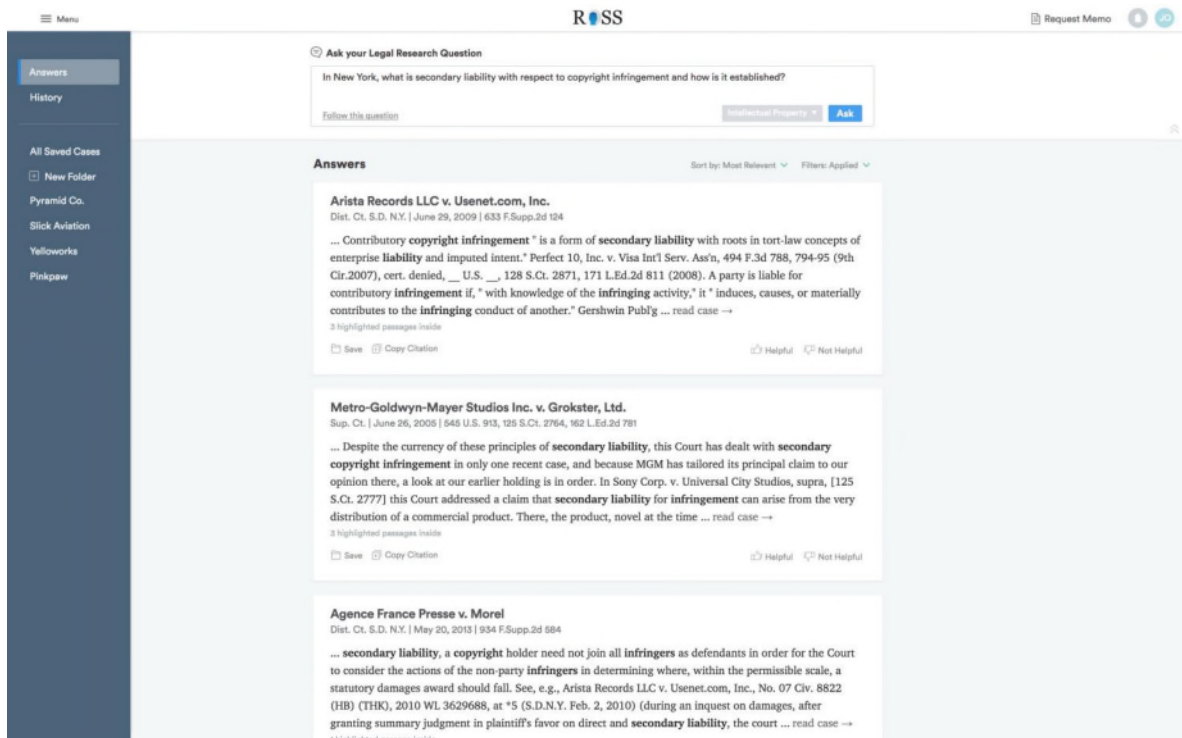 Menu
R SS
Request Memo
JO
Answers
History
All Saved Cases
New Folder
Pyramid Co.
Slick Aviation
Yelloworks
Pinkpaw
Ask your Legal Research Question
In New York, what is secondary liability with respect to copyright infringement and how is it established?
Follow this question
Intellectual Property
Ask
Answers
Sort by: Most Relevant
Filters: Applied
Arista Records LLC v. Usenet.com, Inc.
Dist. Ct. S.D. N.Y. | June 29, 2009 | 633 F.Supp.2d 124
... Contributory copyright infringement " is a form of secondary liability with roots in tort-law concepts of
enterprise liability and imputed intent." Perfect 10, Inc. v. Visa Int'l Serv. Ass'n, 494 F.3d 788, 794-95 (9th
Cir.2007), cert. denied, __ U.S. __, 128 S.Ct. 2871, 171 L.Ed.2d 811 (2008). A party is liable for
contributory infringement if, " with knowledge of the infringing activity," it " induces, causes, or materially
contributes to the infringing conduct of another." Gershwin Publ'g ... read case →
3 highlighted passages inside
Save
Copy Citation
Helpful
Not Helpful
Metro-Goldwyn-Mayer Studios Inc. v. Grokster, Ltd.
Sup. Ct. | June 26, 2005 | 545 U.S. 913, 125 S.Ct. 2764, 162 L.Ed.2d 781
... Despite the currency of these principles of secondary liability, this Court has dealt with secondary
copyright infringement in only one recent case, and because MGM has tailored its principal claim to our
opinion there, a look at our earlier holding is in order. In Sony Corp. v. Universal City Studios, supra, [125
S.Ct. 2777] this Court addressed a claim that secondary liability for infringement can arise from the very
distribution of a commercial product. There, the product, novel at the time ... read case →
3 highlighted passages inside
Save
Copy Citation
Helpful
Not Helpful
Agence France Presse v. Morel
Dist. Ct. S.D. N.Y. | May 20, 2013 | 934 F.Supp.2d 584
... secondary liability, a copyright holder need not join all infringers as defendants in order for the Court
to consider the actions of the non-party infringers in determining where, within the permissible scale, a
statutory damages award should fall. See, e.g., Arista Records LLC v. Usenet.com, Inc., No. 07 Civ. 8822
(HB) (THK), 2010 WL 3629688, at *5 (S.D.N.Y. Feb. 2, 2010) (during an inquest on damages, after
granting summary judgment in plaintiff's favor on direct and secondary liability, the court ... read case →